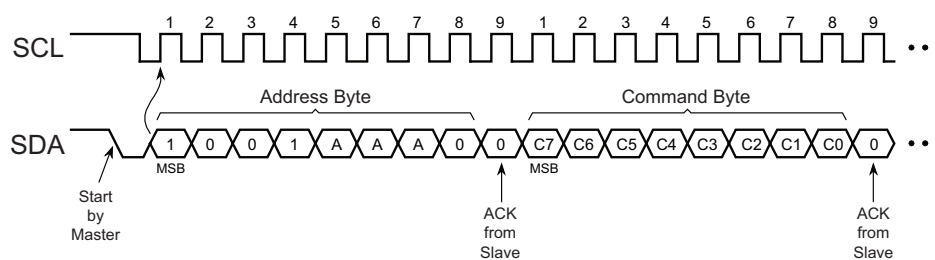 1 2 3 4 5 6 7 8 9 1 2 3 4 5 6 7 8 9
SCL
Address Byte Command Byte
SDA 1 0 0 1 A A A 0 0 C7 C6 C5 C4 C3 C2 C1 C0 0
MSB MSB
Start
by
Master
ACK
from
Slave
ACK
from
Slave